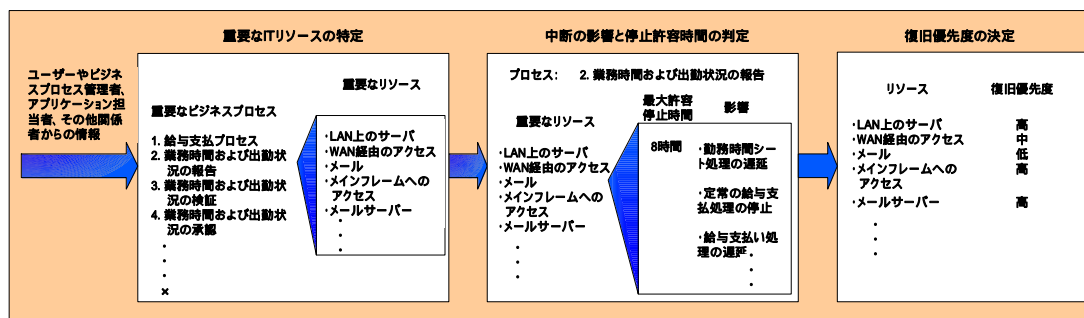 重要なITリソースの特定
中断の影響と停止許容時間の判定
復旧優先度の決定
ユーザーやビジネ
スプロセス管理者、
アプリケーション担
当者、その他関係
者からの情報
重要なビジネスプロセス
1. 給与支払プロセス
2. 業務時間および出勤状
況の報告
3. 業務時間および出勤状
況の検証
4. 業務時間および出勤状
況の承認
・
・
・
×
重要なリソース
・LAN上のサーバ
・WAN経由のアクセス
・メール
・メインフレームへの
アクセス
・メールサーバー
・
・
・
プロセス: 2. 業務時間および出勤状況の報告
重要なリソース
・LAN上のサーバ
・WAN経由のアクセス
・メール
・メインフレームへの
アクセス
・メールサーバー
・
・
・
最大許容
停止時間
影響
8時間
・勤務時間シー
ト処理の遅延
・定常の給与支
払処理の停止
・給与支払い処
理の遅延
・
・
・
リソース 復旧優先度
・LAN上のサーバ 高
・WAN経由のアクセス 中
・メール 低
・メインフレームへの 高
アクセス
・メールサーバー 高
・
・
・